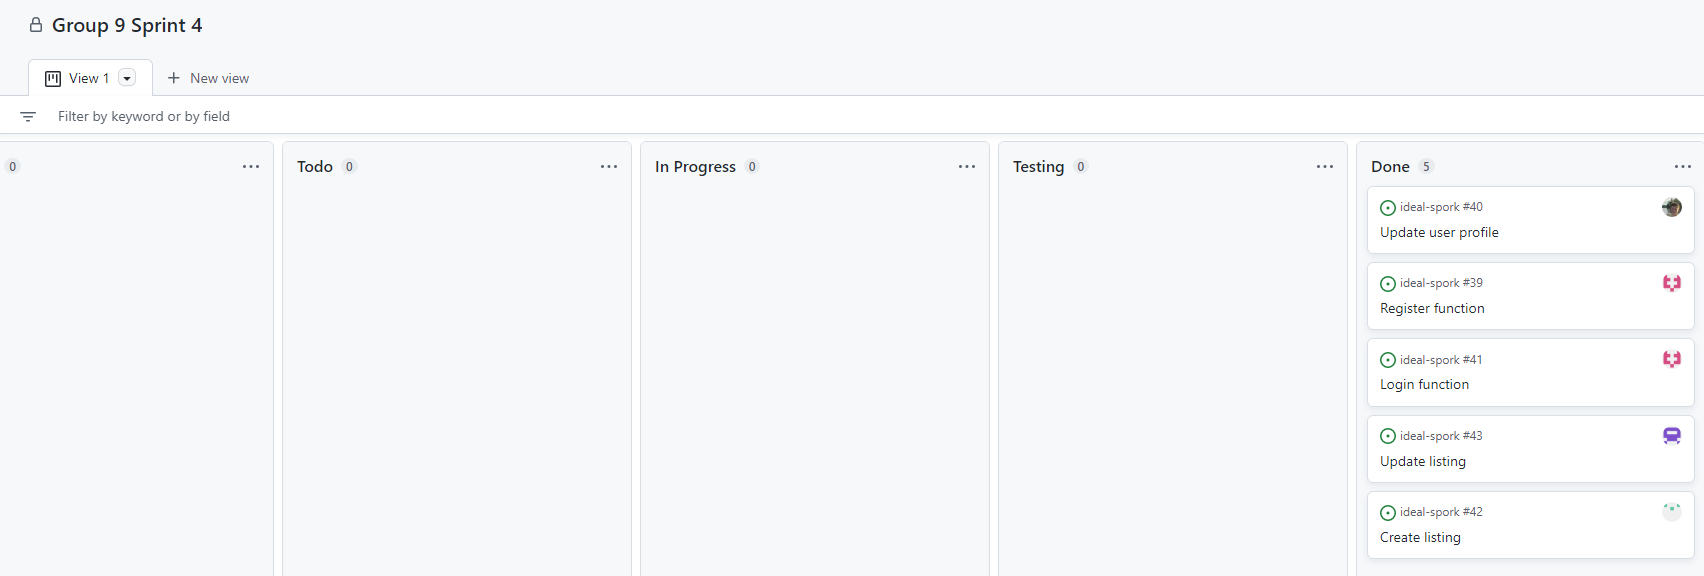 Group 9 Sprint 4
View 1
New view
Filter by keyword or by field
0
Todo 0
In Progress 0
Testing 0
Done 5
ideal-spork #40
Update user profile
ideal-spork #39
Register function
ideal-spork #41
Login function
ideal-spork #43
Update listing
ideal-spork #42
Create listing